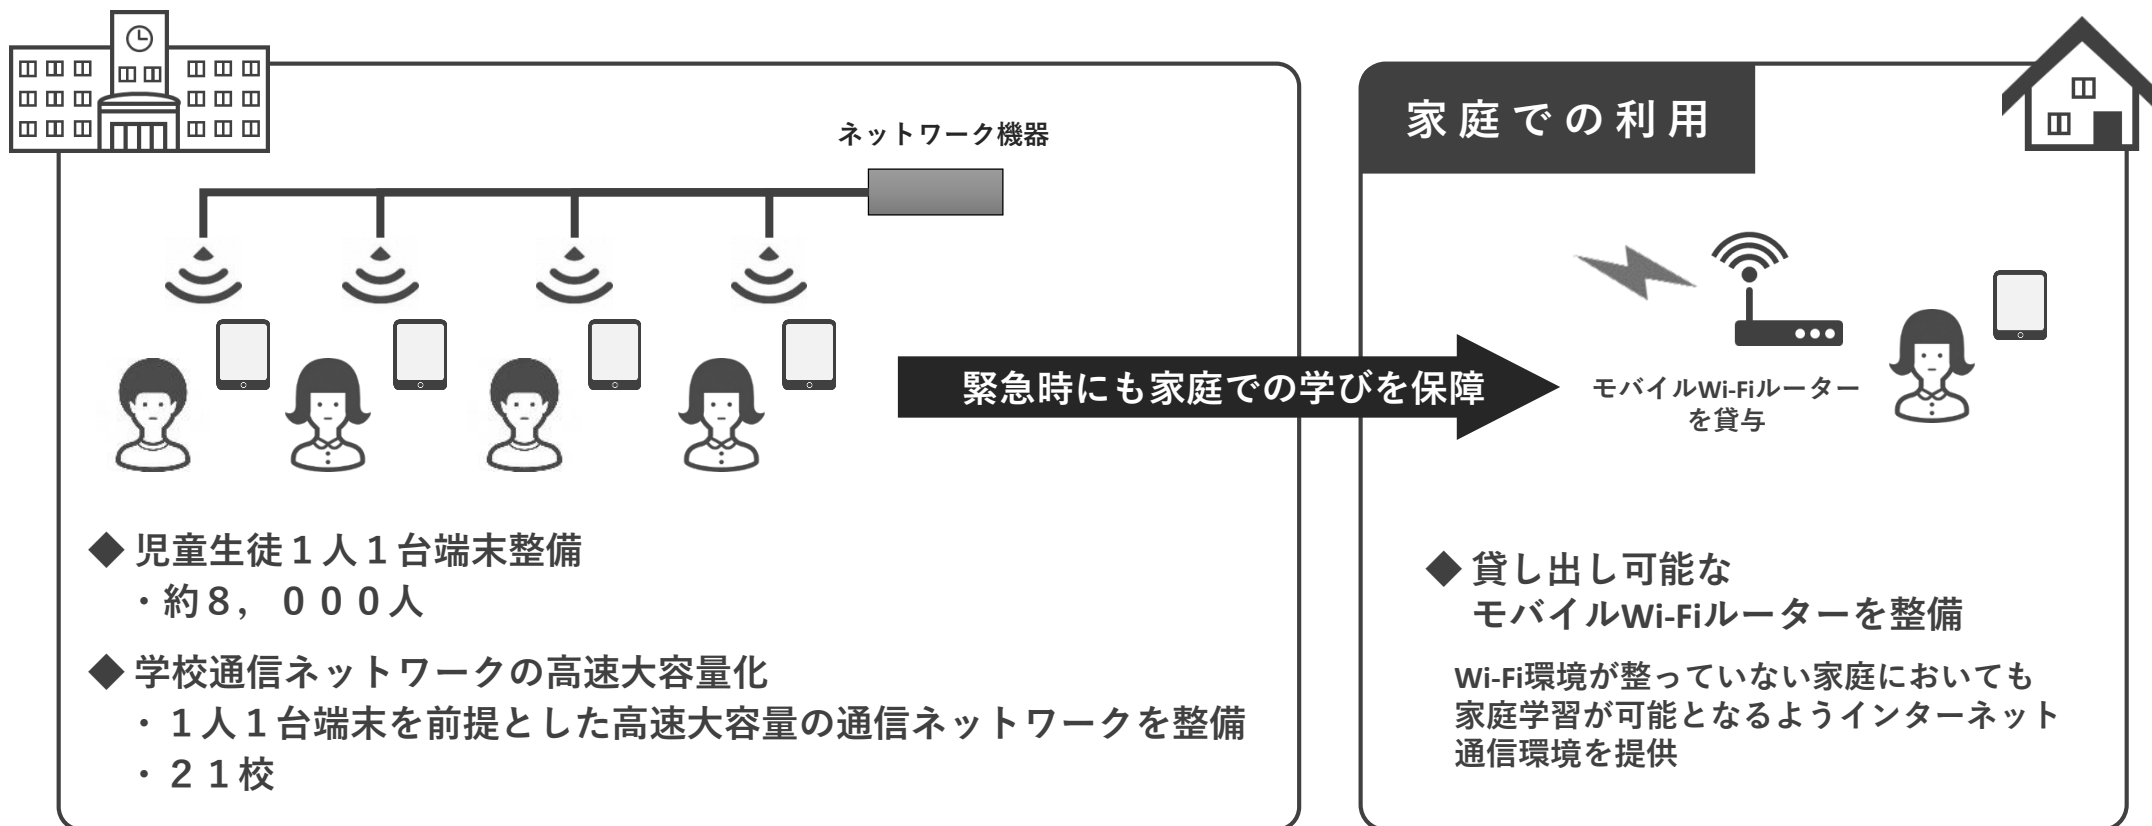 ネットワーク機器
緊急時にも家庭での学びを保障
◆ 児童生徒１人１台端末整備
・約８，０００人
◆ 学校通信ネットワークの高速大容量化
・１人１台端末を前提とした高速大容量の通信ネットワークを整備
・２１校
家庭での利用
モバイルWi-Fiルーター
を貸与
◆ 貸し出し可能な
モバイルWi-Fiルーターを整備
Wi-Fi環境が整っていない家庭においても
家庭学習が可能となるようインターネット
通信環境を提供